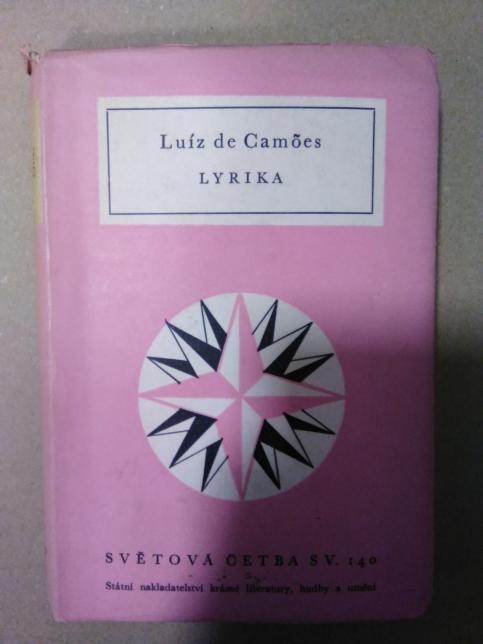 Luíz de Camões
LYRIKA
SVĚTOVÁ ČETBA SV. 140
Státní nakladatelství krásné literatury, hudby a umění